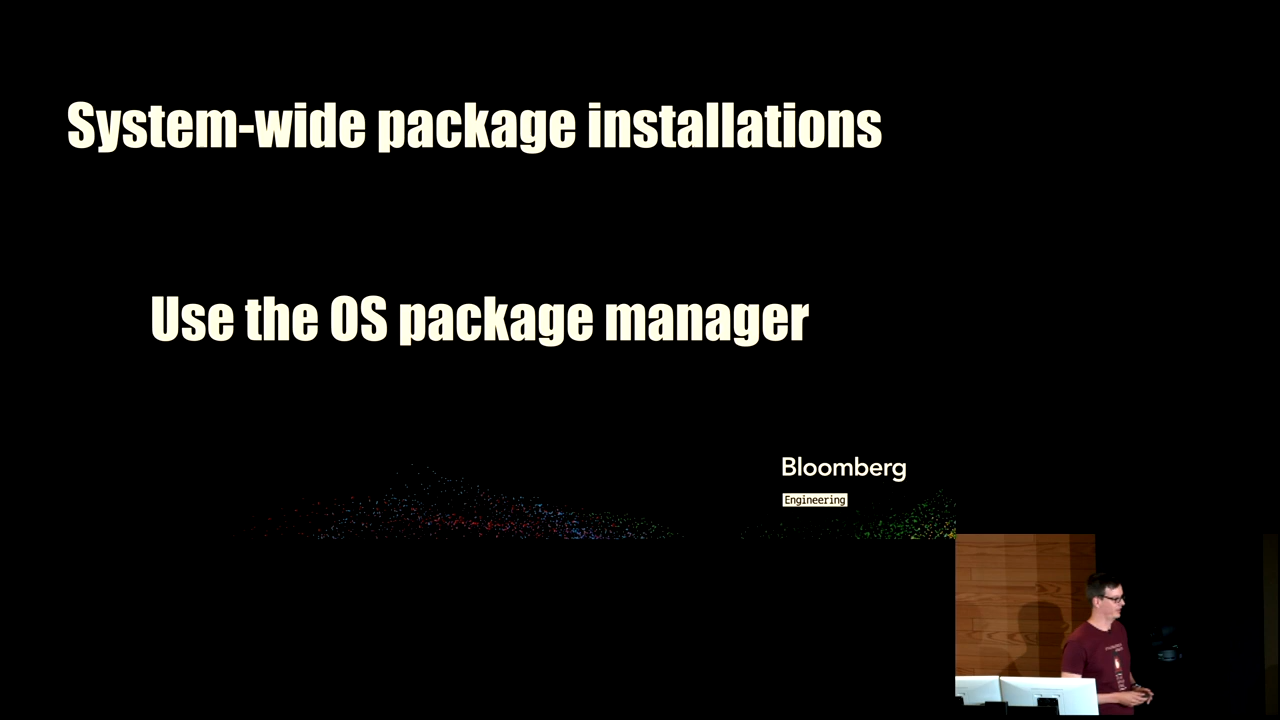 System-wide package installations
Use the OS package manager
Bloomberg
Engineering